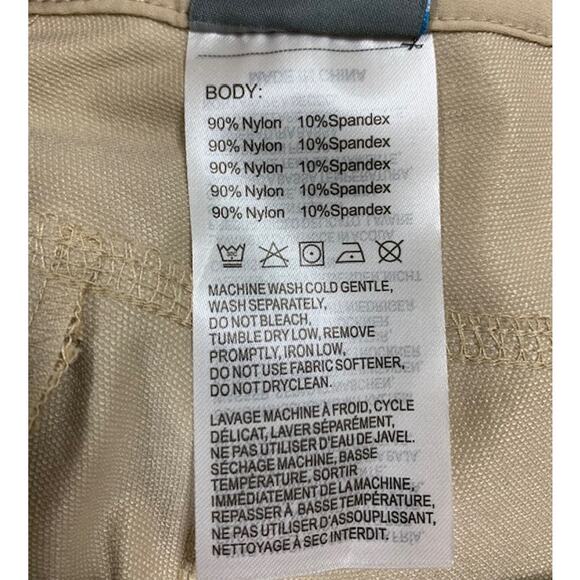 MADE IN CHINA
BODY:
90% Nylon 10%Spandex
90% Nylon 10%Spandex
90% Nylon 10%Spandex
90% Nylon 10%Spandex
90% Nylon 10%Spandex
MACHINE WASH COLD GENTLE,
WASH SEPARATELY,
DO NOT BLEACH,
TUMBLE DRY LOW, REMOVE
PROMPTLY, IRON LOW,
DO NOT USE FABRIC SOFTENER,
DO NOT DRYCLEAN.
LAVAGE MACHINE À FROID, CYCLE
DÉLICAT, LAVER SÉPARÉMENT,
NE PAS UTILISER D'EAU DE JAVEL.
SÉCHAGE MACHINE, BASSE
TEMPÉRATURE, SORTIR
IMMÉDIATEMENT DE LA MACHINE,
REPASSER À BASSE TEMPÉRATURE,
NE PAS UTILISER D'ASSOUPLISSANT,
NETTOYAGE À SEC INTERDIT.